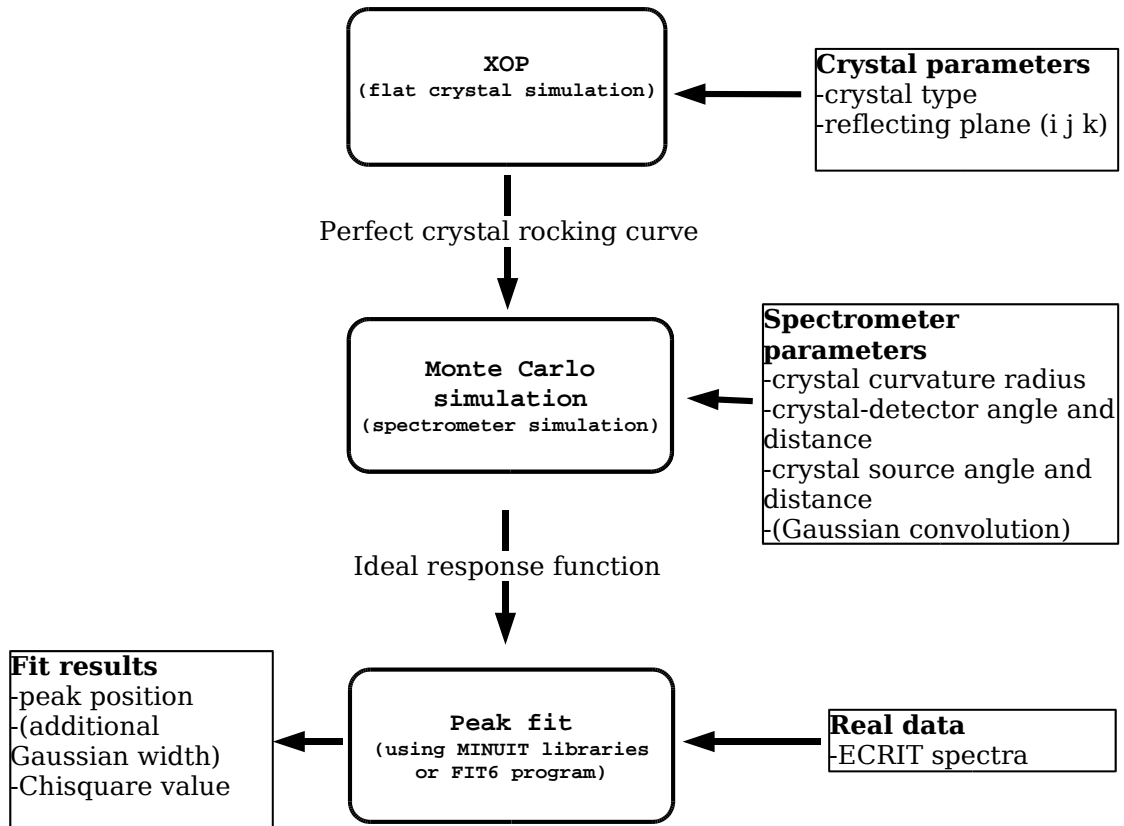 XOP
(flat crystal simulation)
Crystal parameters
-crystal type
-reflecting plane (i j k)
Perfect crystal rocking curve
Monte Carlo
simulation
(spectrometer simulation)
Spectrometer
parameters
-crystal curvature radius
-crystal-detector angle and
distance
-crystal source angle and
distance
-(Gaussian convolution)
Ideal response function
Fit results
-peak position
-(additional
Gaussian width)
-Chisquare value
Peak fit
(using MINUIT libraries
or FIT6 program)
Real data
-ECRIT spectra